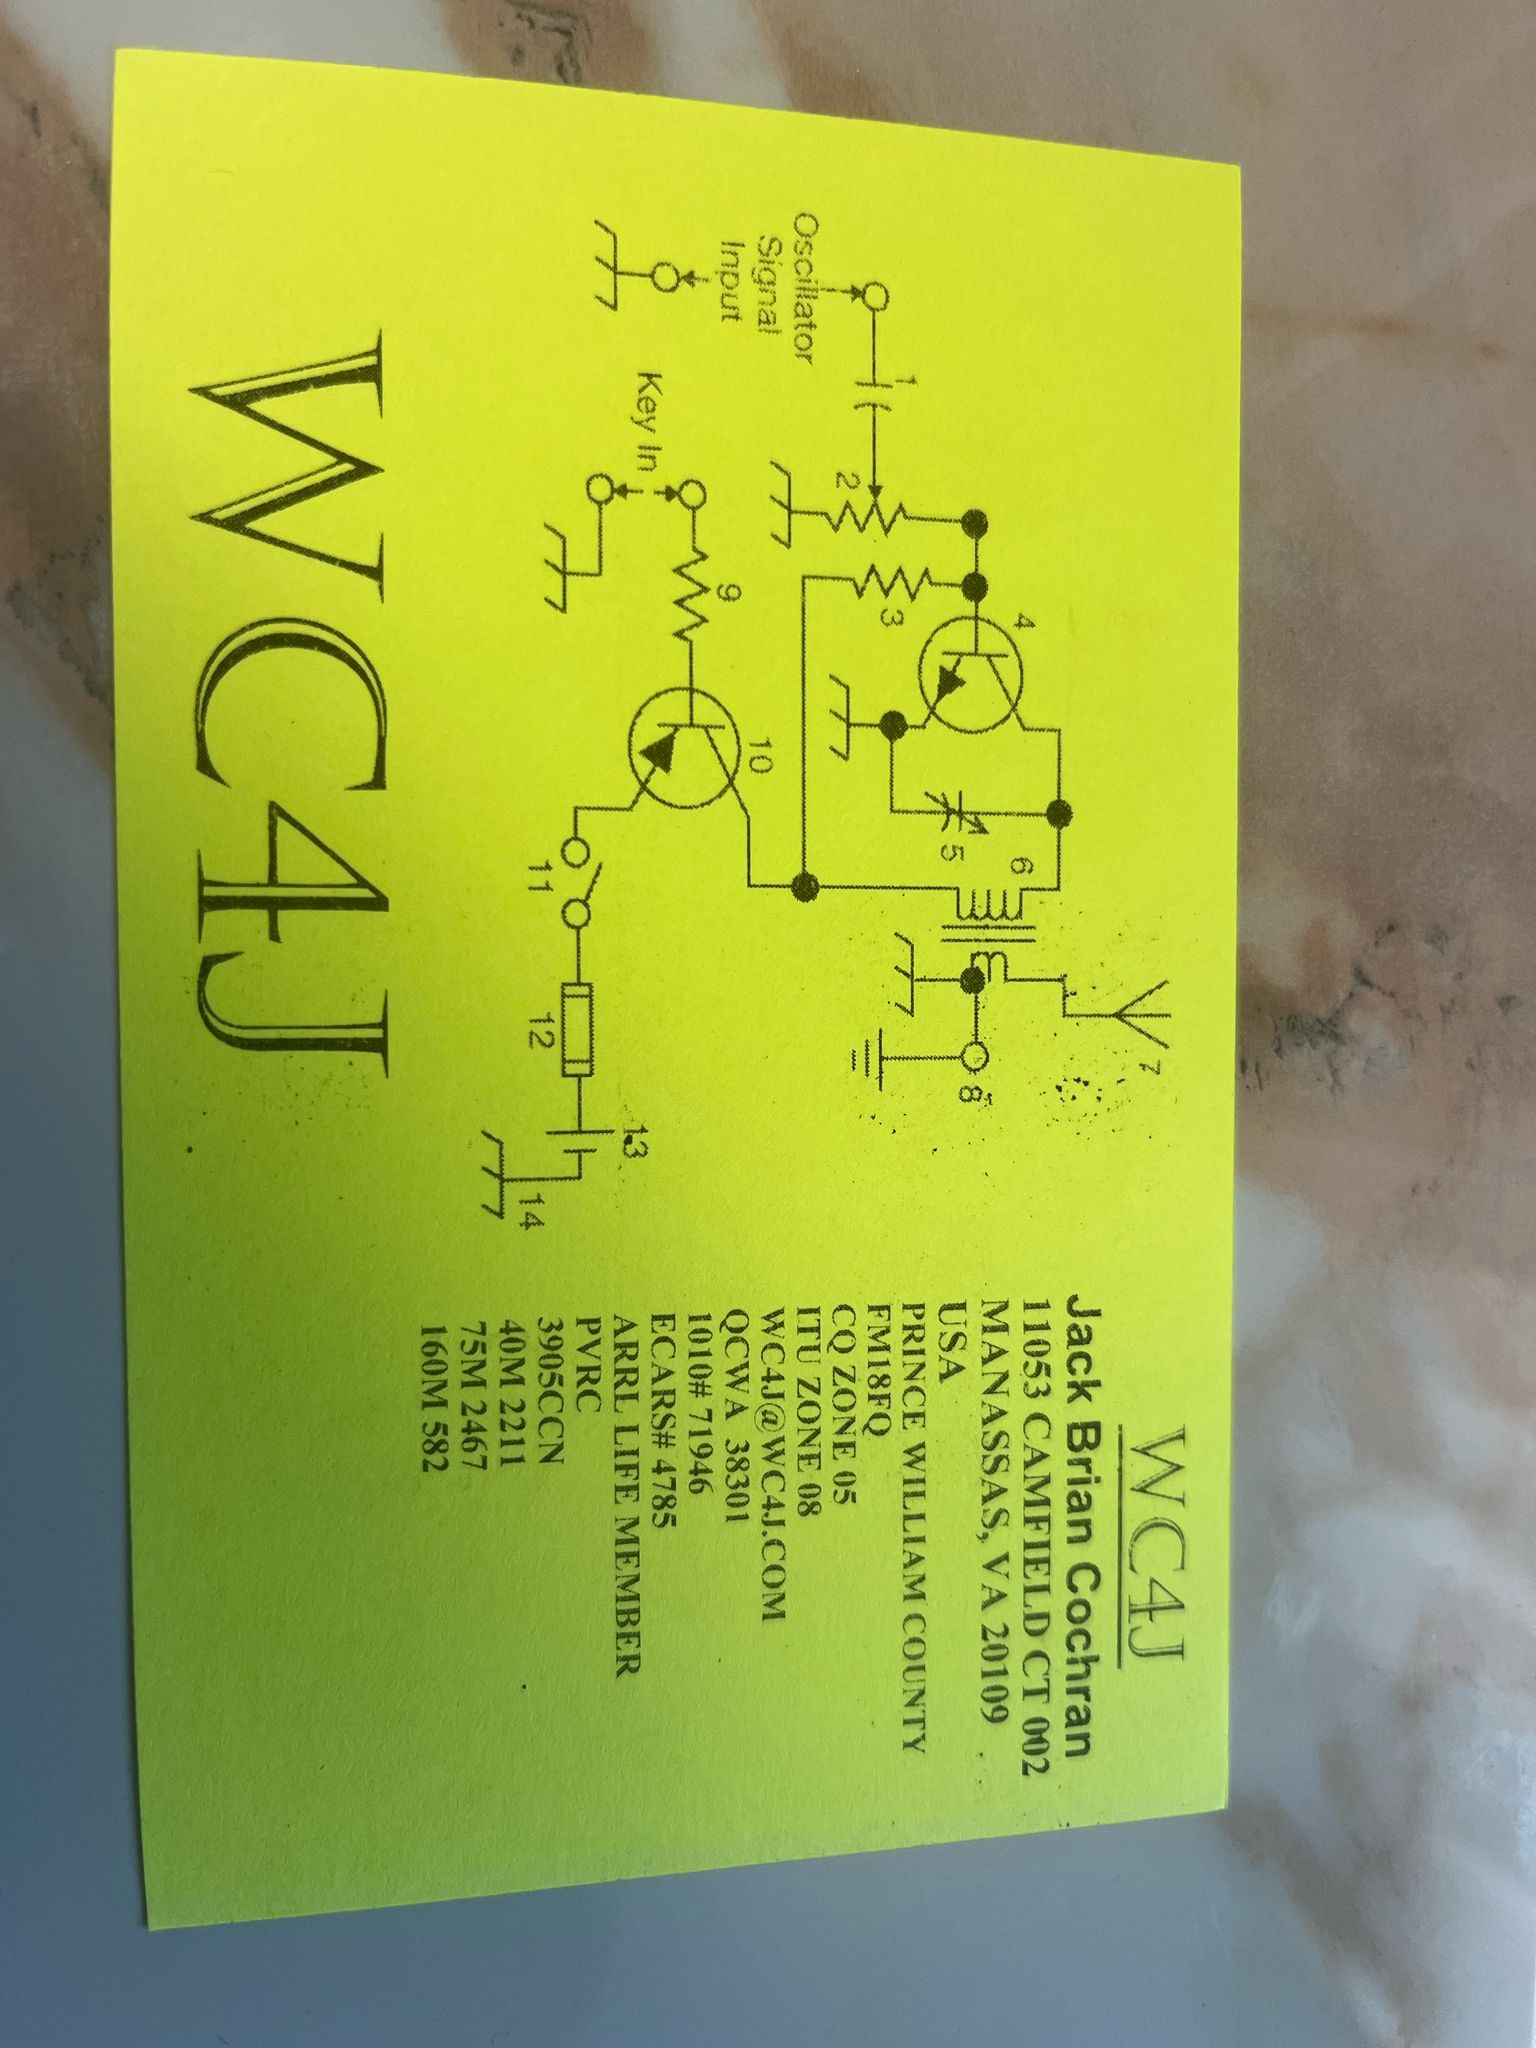 WC4J
Jack Brian Cochran
11053 CAMFIELD CT 002
MANASSAS, VA 20109
USA
PRINCE WILLIAM COUNTY
FM18FQ
CQ ZONE 05
ITU ZONE 08
WC4J@WC4J.COM
QCWA 38301
1010# 71946
ECARS# 4785
ARRL LIFE MEMBER
PVRC
3905CCN
40M 2211
75M 2467
160M 582
Oscillator
Signal
Input
Key In
1
2
3
4
5
6
7
8
9
10
11
12
13
14
WC4J